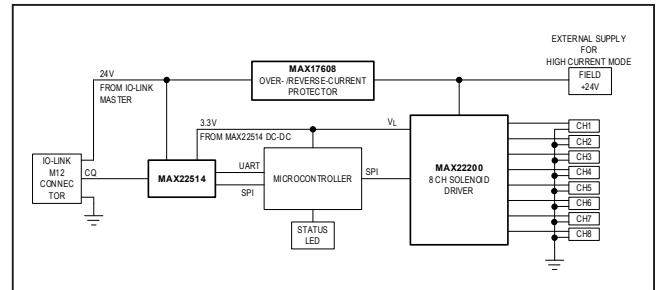 EXTERNAL SUPPLY
FOR
HIGH CURRENT MODE
24V
FROM IO-LINK
MASTER
MAX17608
OVER- /REVERSE-CURRENT
PROTECTOR
FIELD
+24V
3.3V
FROM MAX22514 DC-DC
VL
IO-LINK
M12
CONNEC
TOR
CQ
MAX22514
UART
SPI
MICROCONTROLLER
SPI
MAX22200
8 CH SOLENOID
DRIVER
STATUS
LED
CH1
CH2
CH3
CH4
CH5
CH6
CH7
CH8